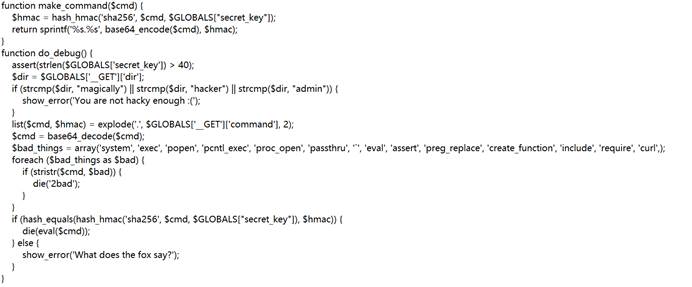 function make_command($cmd) {
$hmac = hash_hmac('sha256', $cmd, $GLOBALS["secret_key"]);
return sprintf('%s.%s', base64_encode($cmd), $hmac);
}
function do_debug() {
assert(strlen($GLOBALS['secret_key']) > 40);
$dir = $GLOBALS['__GET']['dir'];
if (strcmp($dir, "magically") || strcmp($dir, "hacker") || strcmp($dir, "admin")) {
show_error('You are not hacky enough :(');
}
list($cmd, $hmac) = explode('.', $GLOBALS['__GET']['command'], 2);
$cmd = base64_decode($cmd);
$bad_things = array('system', 'exec', 'popen', 'pcntl_exec', 'proc_open', 'passthru', '`', 'eval', 'assert', 'preg_replace', 'create_function', 'include', 'require', 'curl',);
foreach ($bad_things as $bad) {
if (stristr($cmd, $bad)) {
die('2bad');
}
}
if (hash_equals(hash_hmac('sha256', $cmd, $GLOBALS["secret_key"]), $hmac)) {
die(eval($cmd));
} else {
show_error('What does the fox say?');
}
}